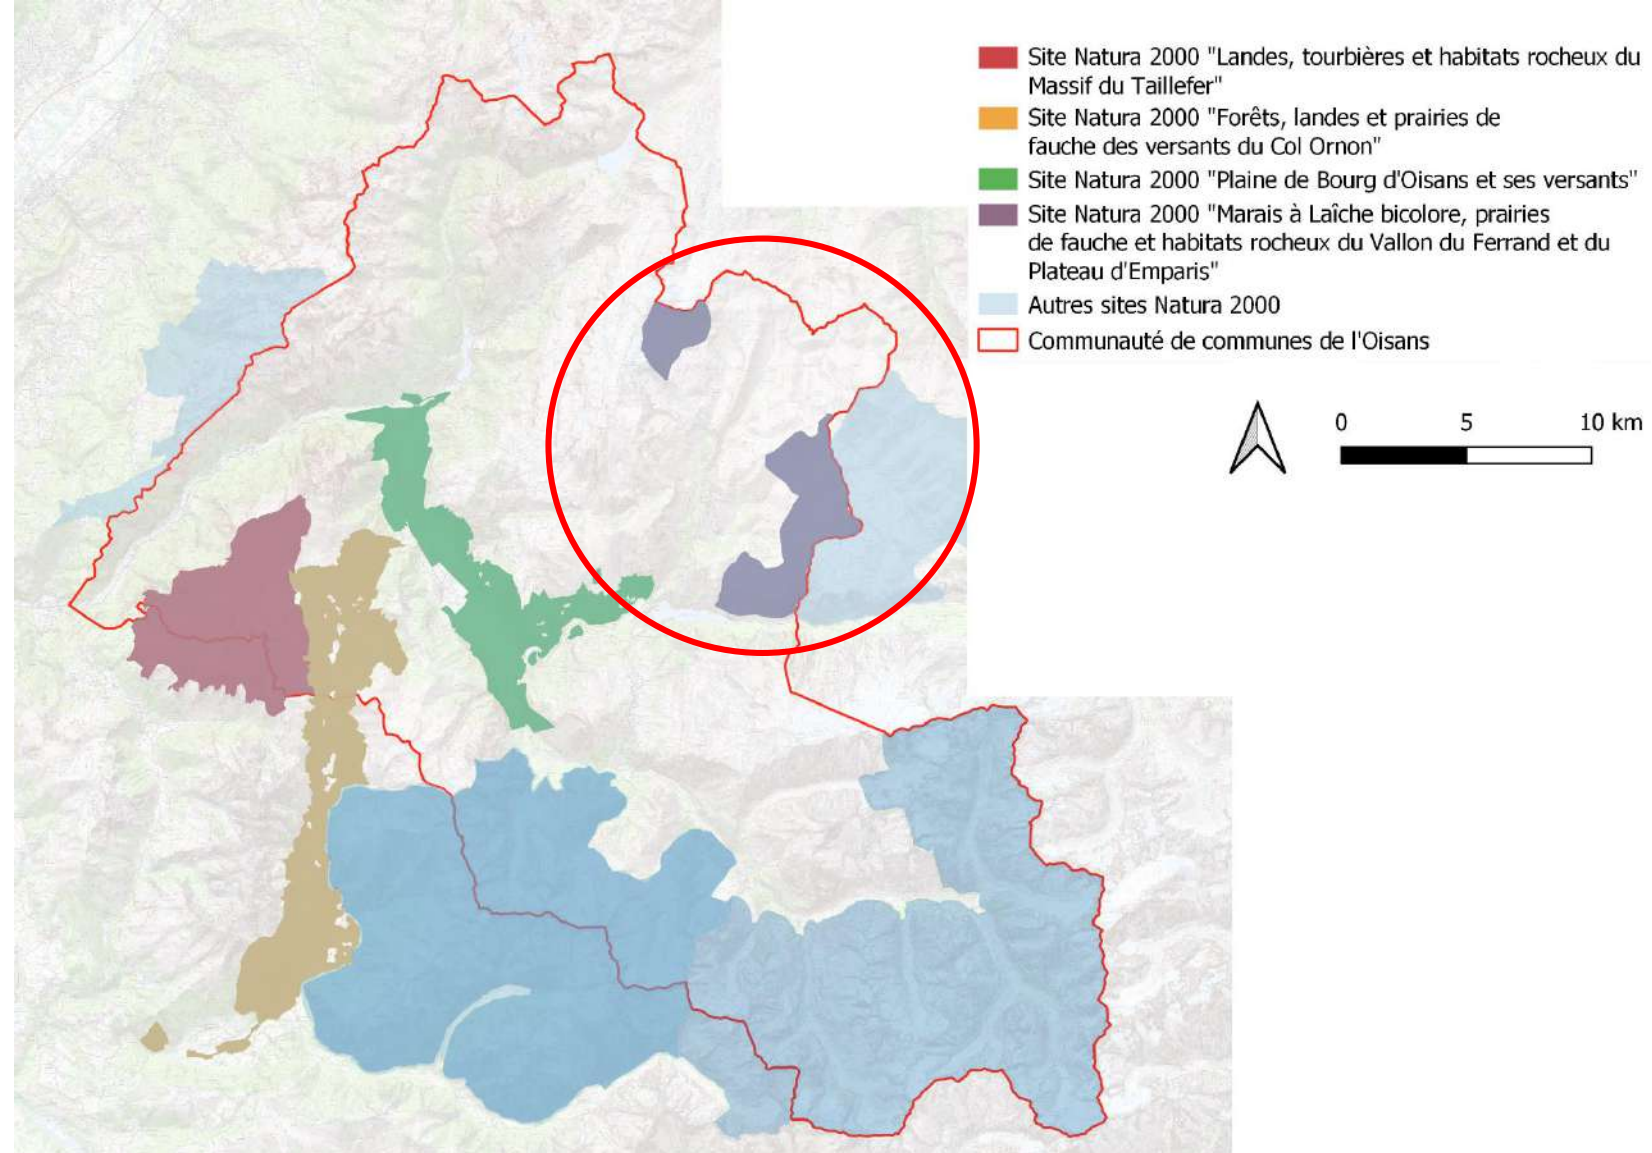 Site Natura 2000 "Landes, tourbières et habitats rocheux du
Massif du Taillefer"
Site Natura 2000 "Forêts, landes et prairies de
fauche des versants du Col Ornon"
Site Natura 2000 "Plaine de Bourg d'Oisans et ses versants"
Site Natura 2000 "Marais à Laîche bicolore, prairies
de fauche et habitats rocheux du Vallon du Ferrand et du
Plateau d'Emparis"
Autres sites Natura 2000
Communauté de communes de l'Oisans
0 5 10 km